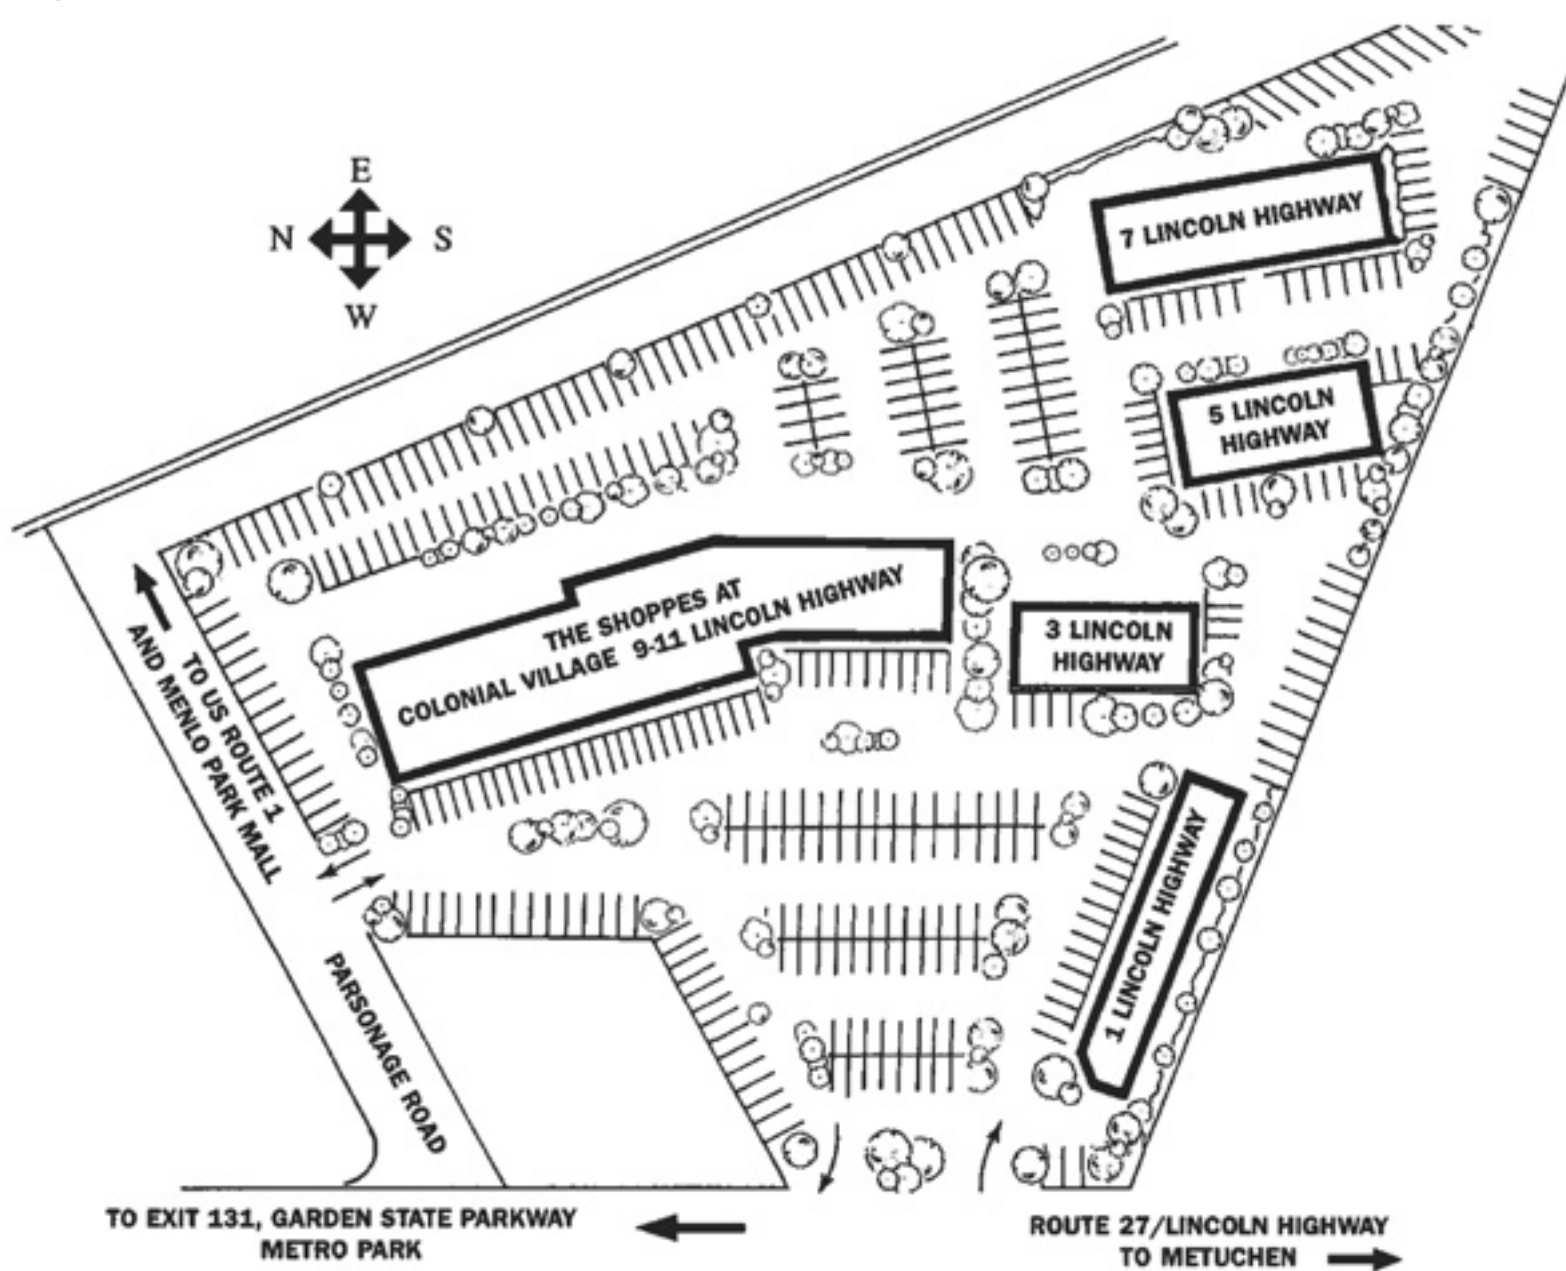 E
N
S
W
7 LINCOLN HIGHWAY
5 LINCOLN
HIGHWAY
THE SHOPPES AT
COLONIAL VILLAGE 9-11 LINCOLN HIGHWAY
3 LINCOLN
HIGHWAY
TO US ROUTE 1
AND MENLO PARK MALL
1 LINCOLN HIGHWAY
PARSONAGE ROAD
TO EXIT 131, GARDEN STATE PARKWAY
METRO PARK
ROUTE 27/LINCOLN HIGHWAY
TO METUCHEN